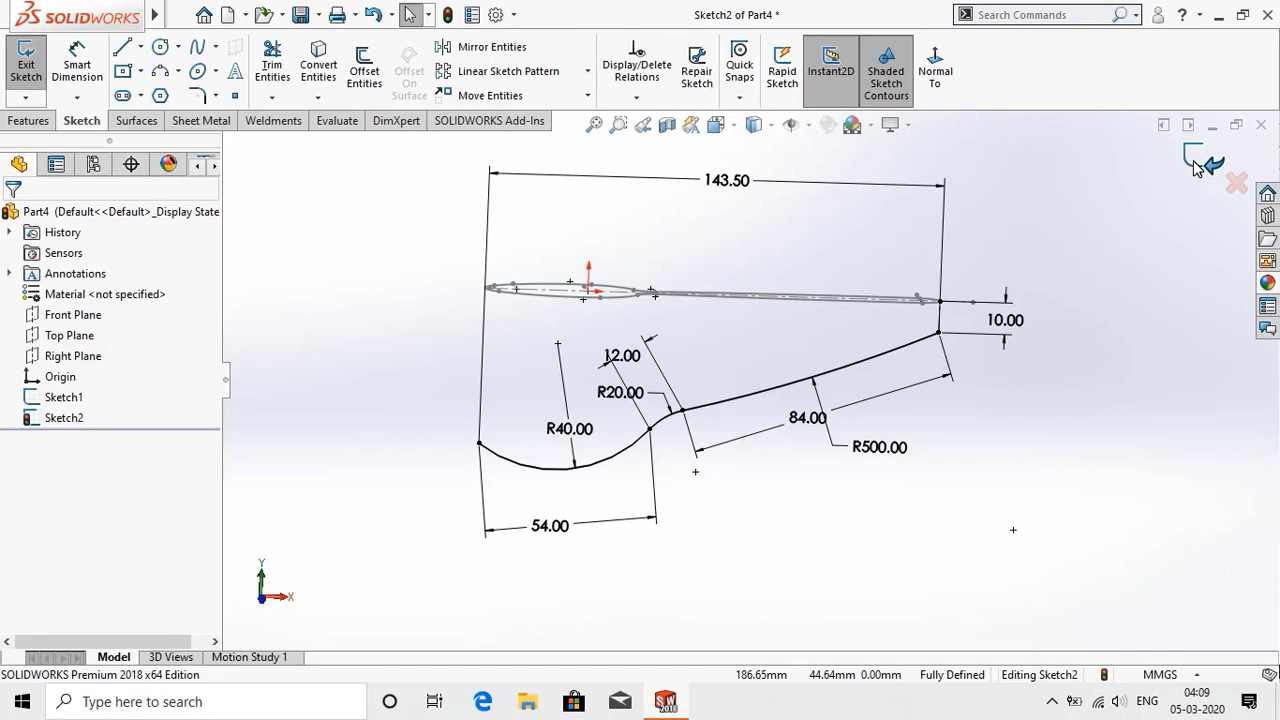 SOLIDWORKS
Sketch2 of Part4 *
Search Commands
?
Exit Sketch
Smart Dimension
Trim Entities
Convert Entities
Offset Entities
Offset On Surface
Mirror Entities
Linear Sketch Pattern
Move Entities
Display/Delete Relations
Repair Sketch
Quick Snaps
Rapid Sketch
Instant2D
Shaded Sketch Contours
Normal To
Features
Sketch
Surfaces
Sheet Metal
Weldments
Evaluate
DimXpert
SOLIDWORKS Add-Ins
Part4 (Default<<Default>_Display State
History
Sensors
Annotations
Material <not specified>
Front Plane
Top Plane
Right Plane
Origin
Sketch1
Sketch2
143.50
10.00
12.00
R20.00
R40.00
84.00
R500.00
54.00
Y
X
Model
3D Views
Motion Study 1
SOLIDWORKS Premium 2018 x64 Edition
186.65mm
44.64mm 0.00mm
Fully Defined
Editing Sketch2
MMGS
Type here to search
SW
2018
ENG
04:09
05-03-2020